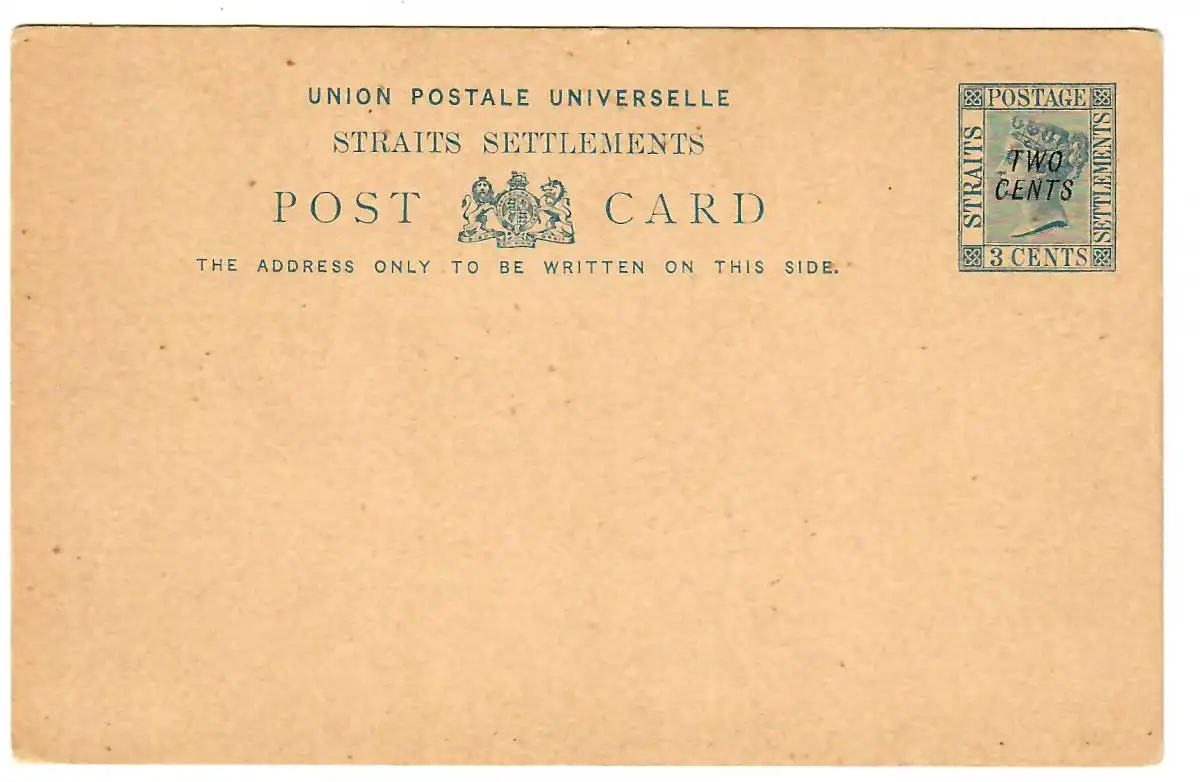 UNION POSTALE UNIVERSELLE
STRAITS SETTLEMENTS
POST CARD
THE ADDRESS ONLY TO BE WRITTEN ON THIS SIDE.
POSTAGE
STRAITS
SETTLEMENTS
TWO
CENTS
3 CENTS